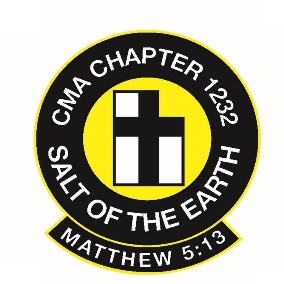 CMA CHAPTER 1232
SALT OF THE EARTH
MATTHEW 5:13